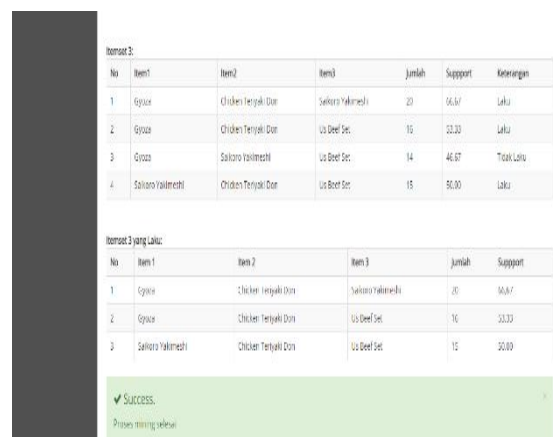 Itemset 3:
No Item1 Item2 Item3 Jumlah Suppport Keterangan
1 Gyoza Chicken Teriyaki Don Saikoro Yakimeshi 20 66.67 Laku
2 Gyoza Chicken Teriyaki Don Us Beef Set 16 53.33 Laku
3 Gyoza Saikoro Yakimeshi Us Beef Set 14 46.67 Tidak Laku
4 Saikoro Yakimeshi Chicken Teriyaki Don Us Beef Set 15 50.00 Laku
Itemset 3 yang Laku:
No Item 1 Item 2 Item 3 Jumlah Suppport
1 Gyoza Chicken Teriyaki Don Saikoro Yakimeshi 20 66.67
2 Gyoza Chicken Teriyaki Don Us Beef Set 16 53.33
3 Saikoro Yakimeshi Chicken Teriyaki Don Us Beef Set 15 50.00
✔ Success. ×
Proses mining selesai